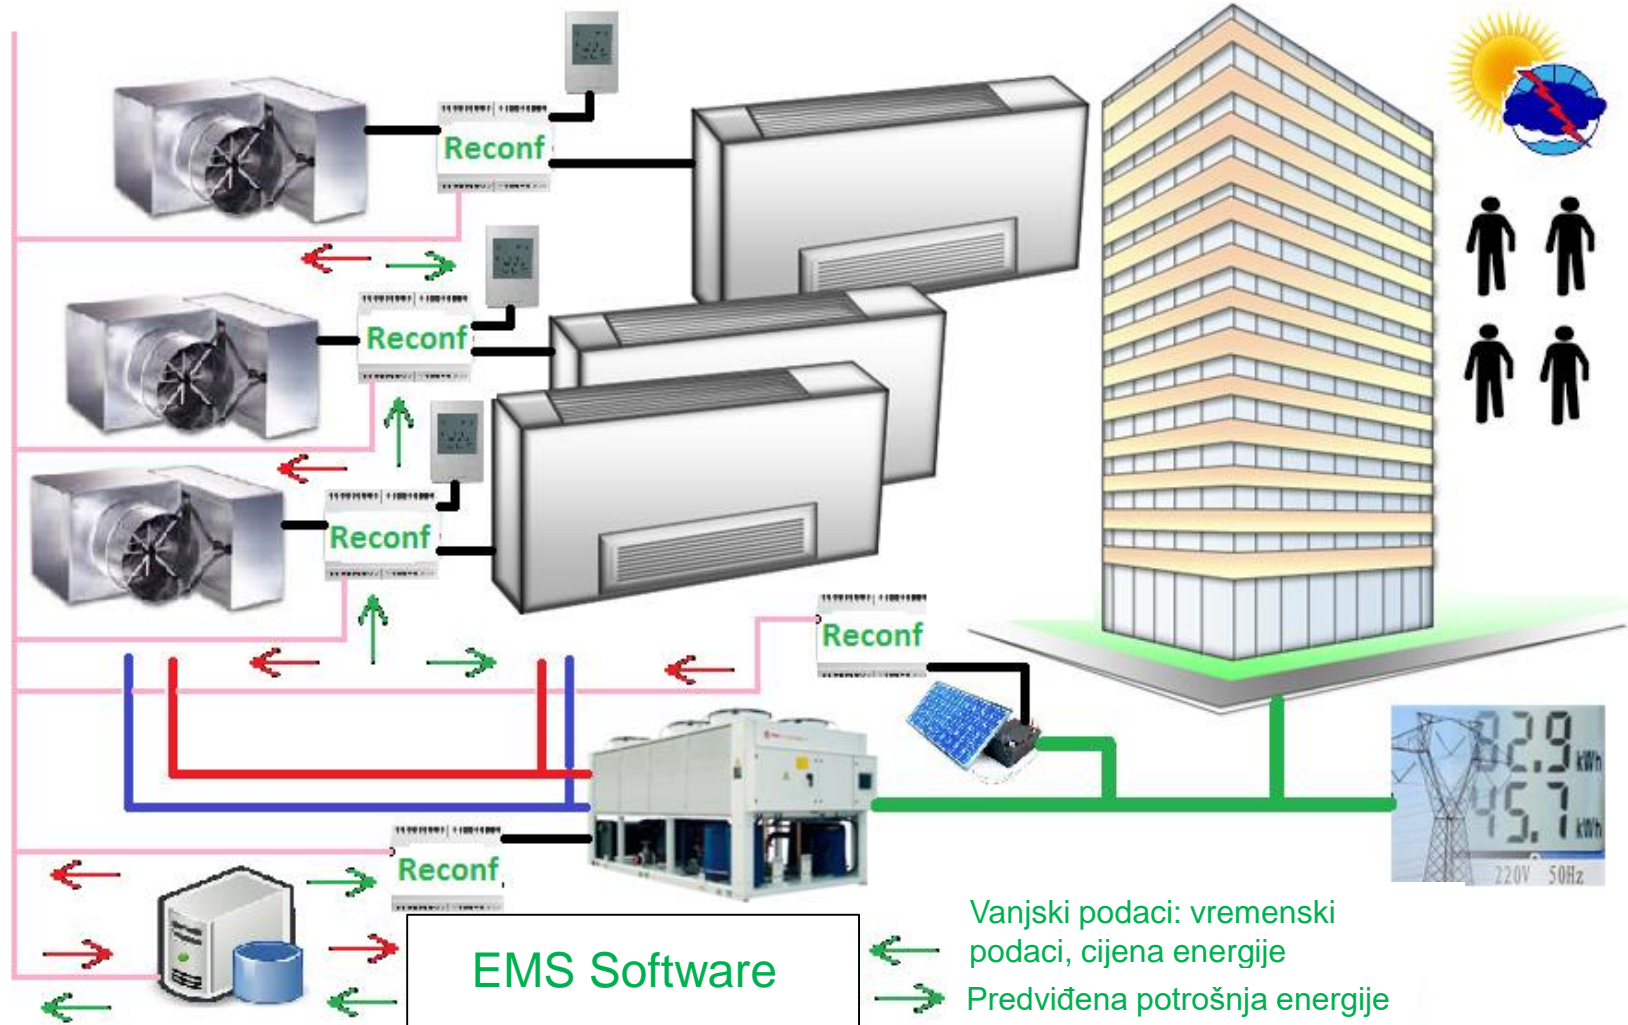 Reconf
Reconf
Reconf
Reconf
82.9 kWh
45.7 kWh
220V 50Hz
Reconf
EMS Software
Vanjski podaci: vremenski
podaci, cijena energije
Predviđena potrošnja energije